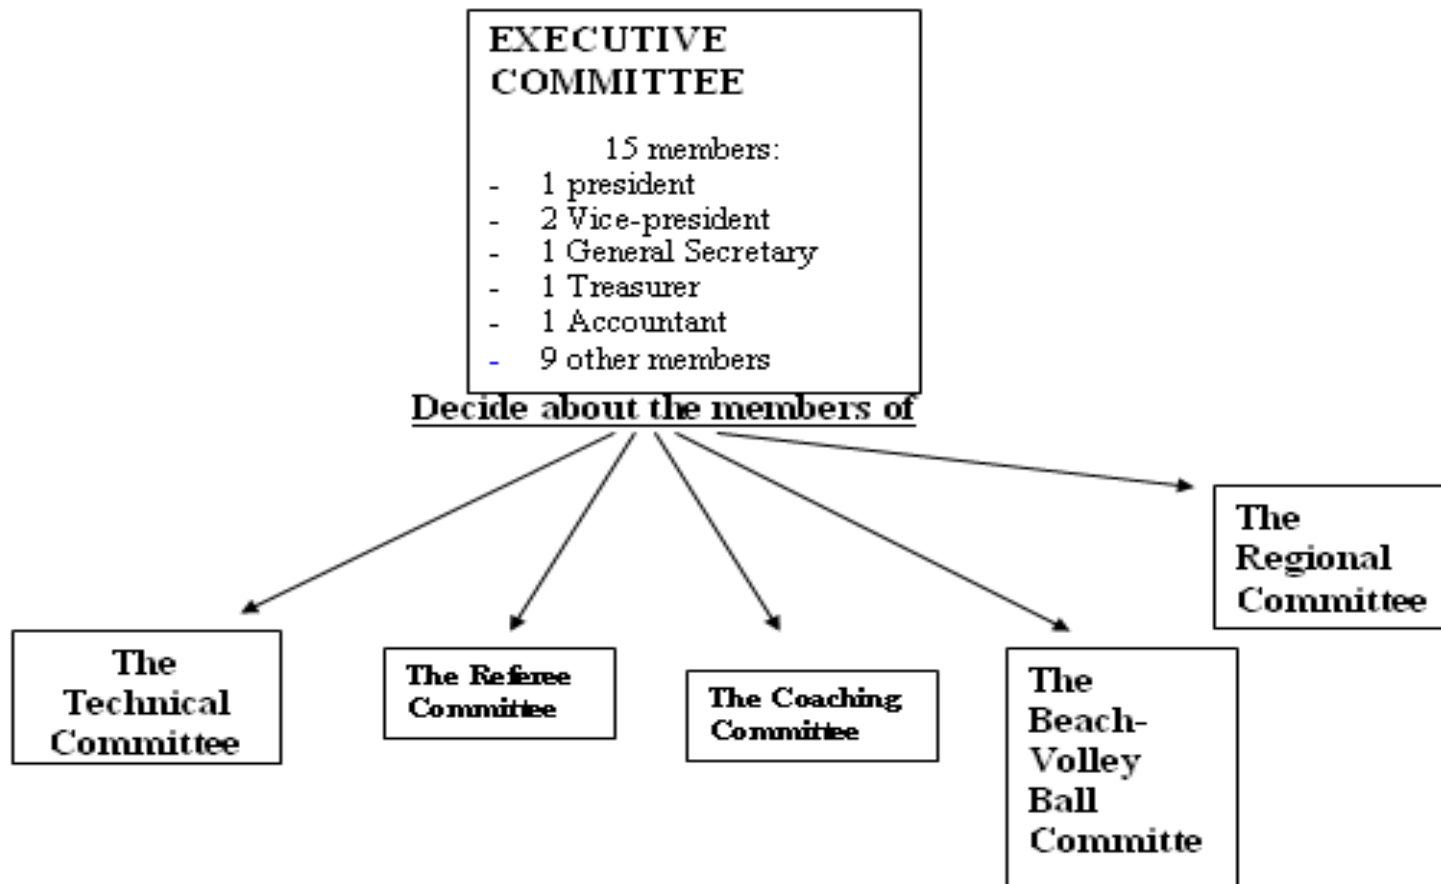 EXECUTIVE
COMMITTEE
15 members:
- 1 president
- 2 Vice-president
- 1 General Secretary
- 1 Treasurer
- 1 Accountant
- 9 other members
Decide about the members of
The
Technical
Committee
The Referee
Committee
The Coaching
Committee
The
Beach-
Volley
Ball
Committe
The
Regional
Committee